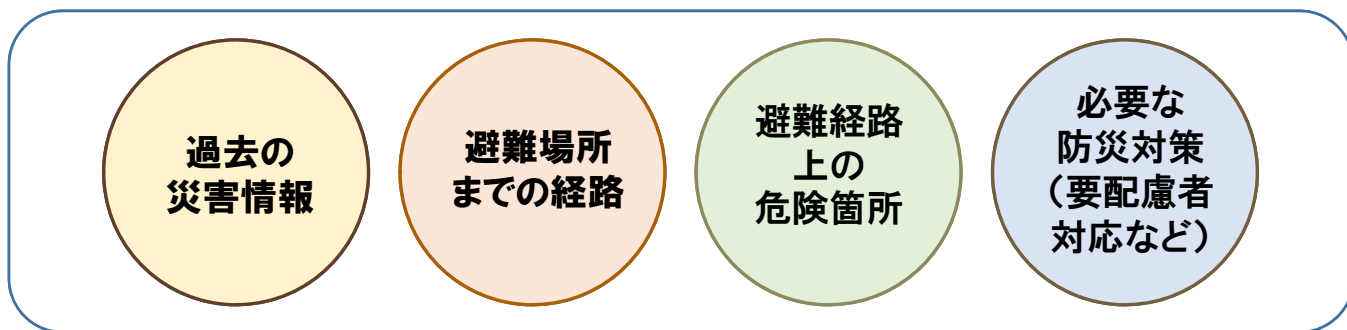 過去の
災害情報
避難場所
までの経路
避難経路
上の
危険箇所
必要な
防災対策
（要配慮者
対応など）